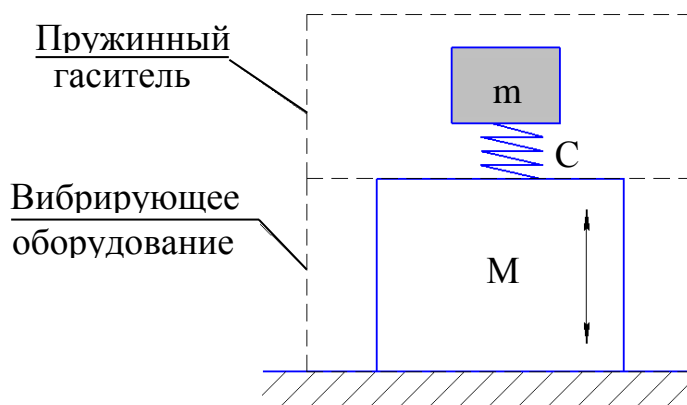 Пружинный
гаситель
m
C
Вибрирующее
оборудование
M